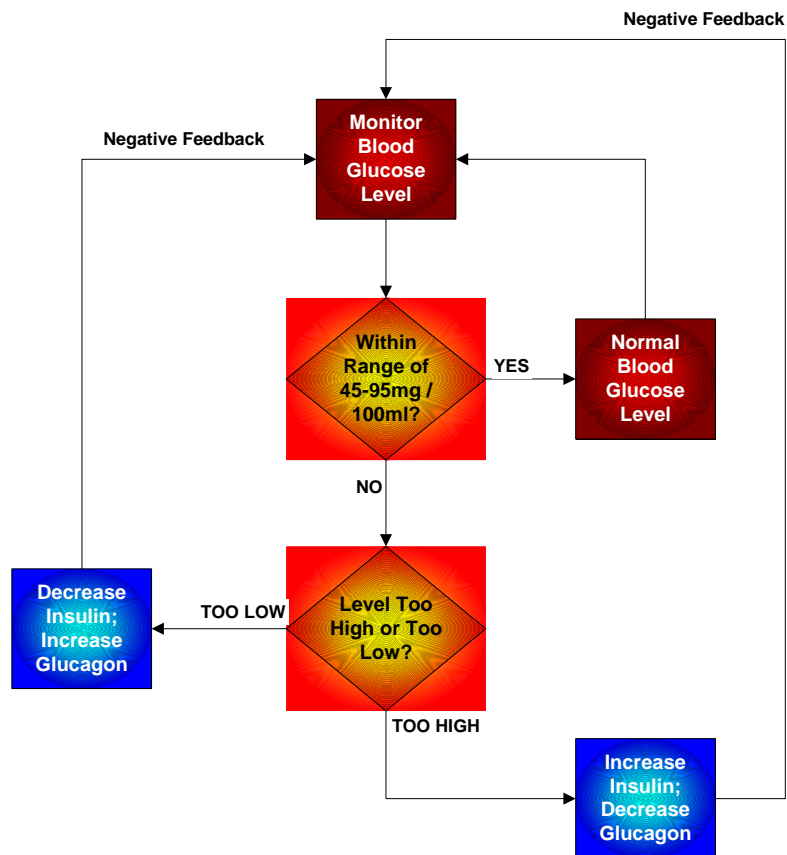 Negative Feedback
Monitor
Blood
Glucose
Level
Negative Feedback
Within
Range of
45-95mg /
100ml?
YES
Normal
Blood
Glucose
Level
NO
Level Too
High or Too
Low?
TOO LOW
Decrease
Insulin;
Increase
Glucagon
TOO HIGH
Increase
Insulin;
Decrease
Glucagon